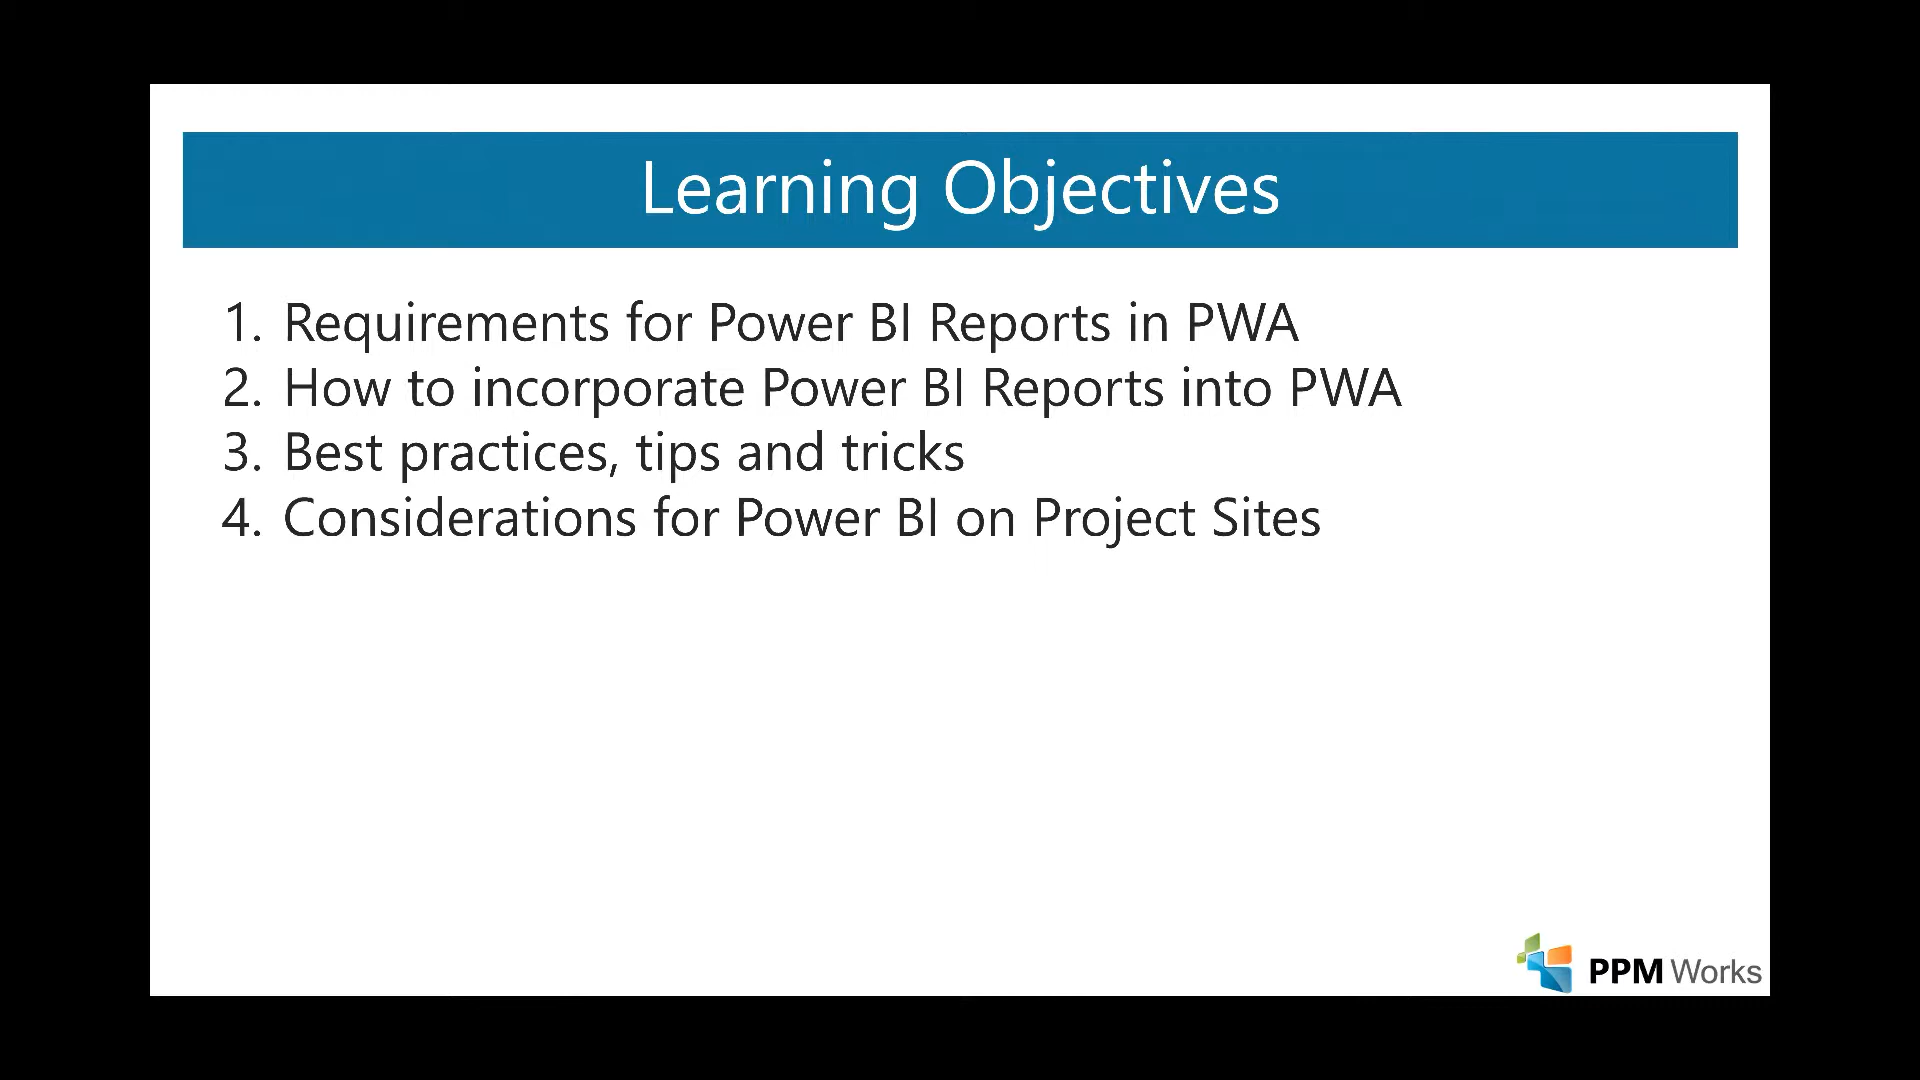 Learning Objectives
1. Requirements for Power BI Reports in PWA
2. How to incorporate Power BI Reports into PWA
3. Best practices, tips and tricks
4. Considerations for Power BI on Project Sites
PPM Works